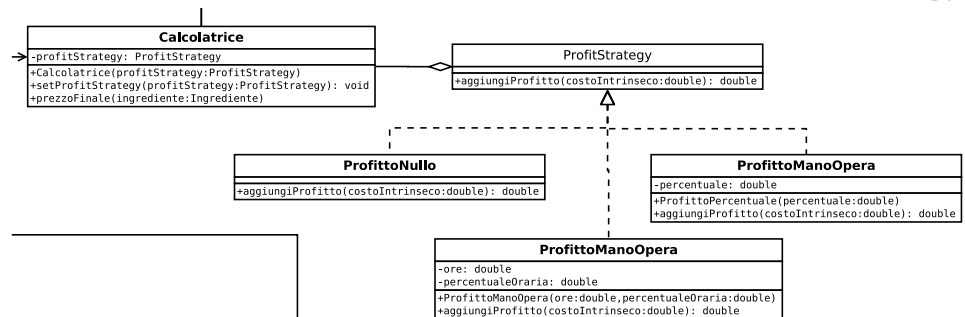 Calcolatrice
-profitStrategy: ProfitStrategy
+Calcolatrice(profitStrategy:ProfitStrategy)
+setProfitStrategy(profitStrategy:ProfitStrategy): void
+prezzoFinale(ingrediente:Ingrediente)
ProfitStrategy
+aggiungiProfitto(costoIntrinseco:double): double
ProfittoNullo
+aggiungiProfitto(costoIntrinseco:double): double
ProfittoManoOpera
-percentuale: double
+ProfittoPercentuale(percentuale:double)
+aggiungiProfitto(costoIntrinseco:double): double
ProfittoManoOpera
-ore: double
-percentualeOraria: double
+ProfittoManoOpera(ore:double,percentualeOraria:double)
+aggiungiProfitto(costoIntrinseco:double): double